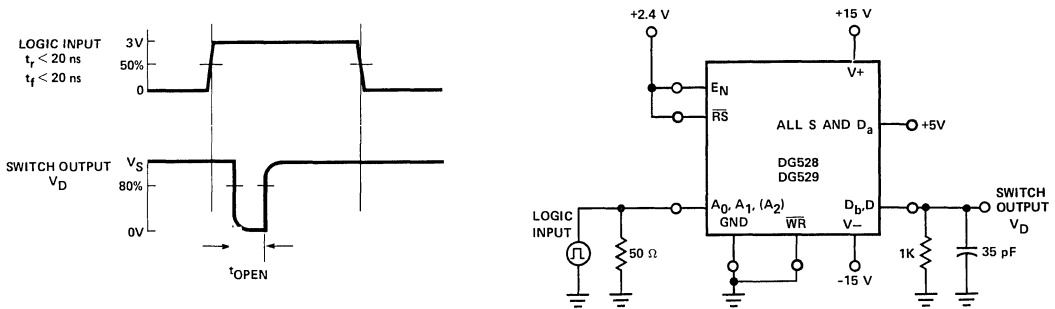 LOGIC INPUT
tr < 20 ns
tf < 20 ns
3V
50%
0
SWITCH OUTPUT
VD
VS
80%
0V
tOPEN
+2.4 V
+15 V
V+
EN
RS
ALL S AND Da
+5V
DG528
DG529
A0, A1, (A2)
GND
WR
Db,D
V−
SWITCH
OUTPUT
VD
LOGIC
INPUT
50 Ω
1K
35 pF
-15 V